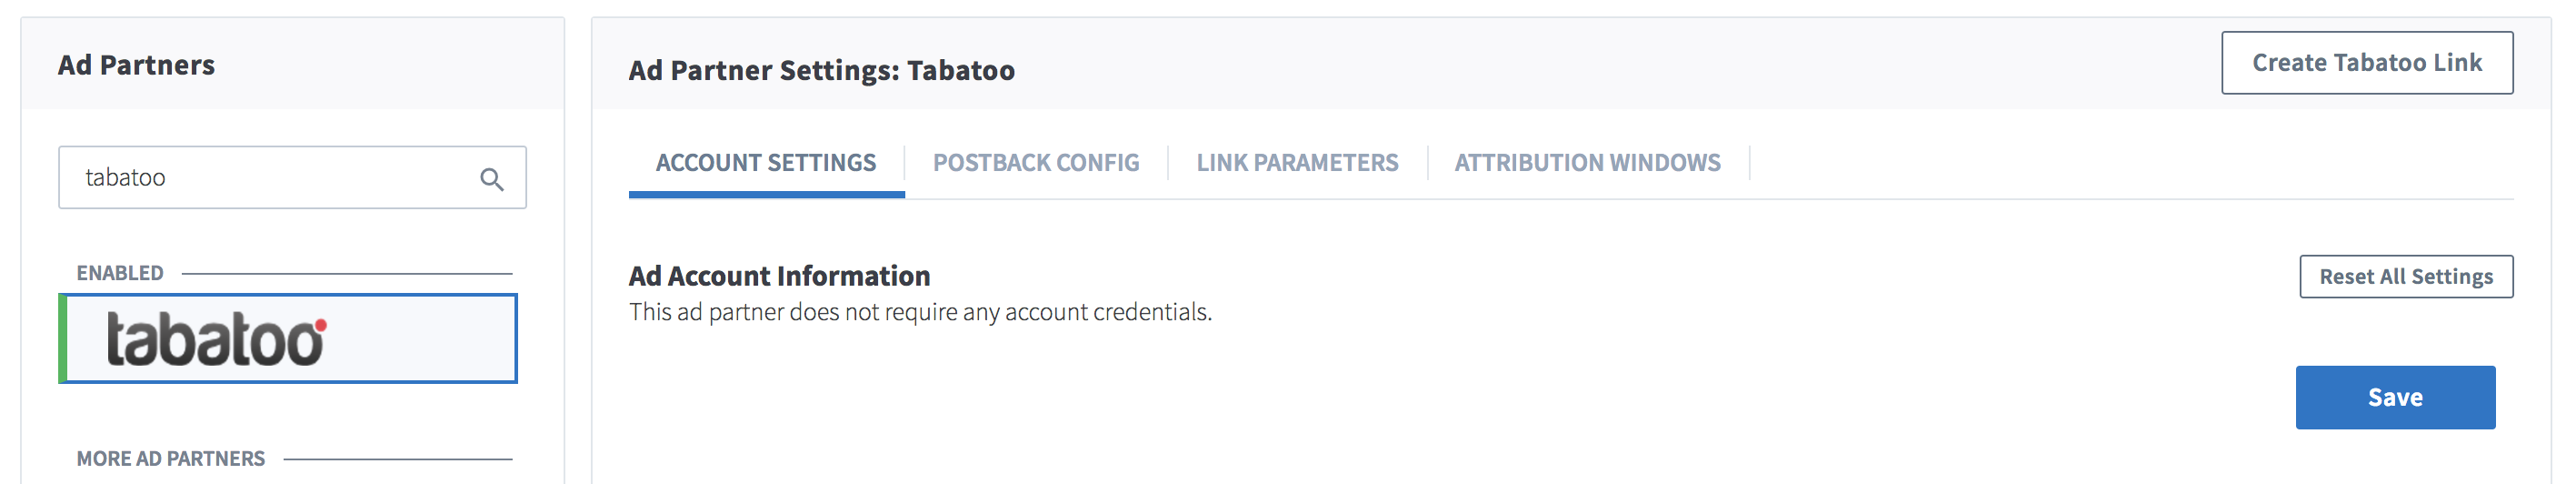 Ad Partners
tabatoo
ENABLED
tabatoo
MORE AD PARTNERS
Ad Partner Settings: Tabatoo
Create Tabatoo Link
ACCOUNT SETTINGS
POSTBACK CONFIG
LINK PARAMETERS
ATTRIBUTION WINDOWS
Ad Account Information
Reset All Settings
This ad partner does not require any account credentials.
Save